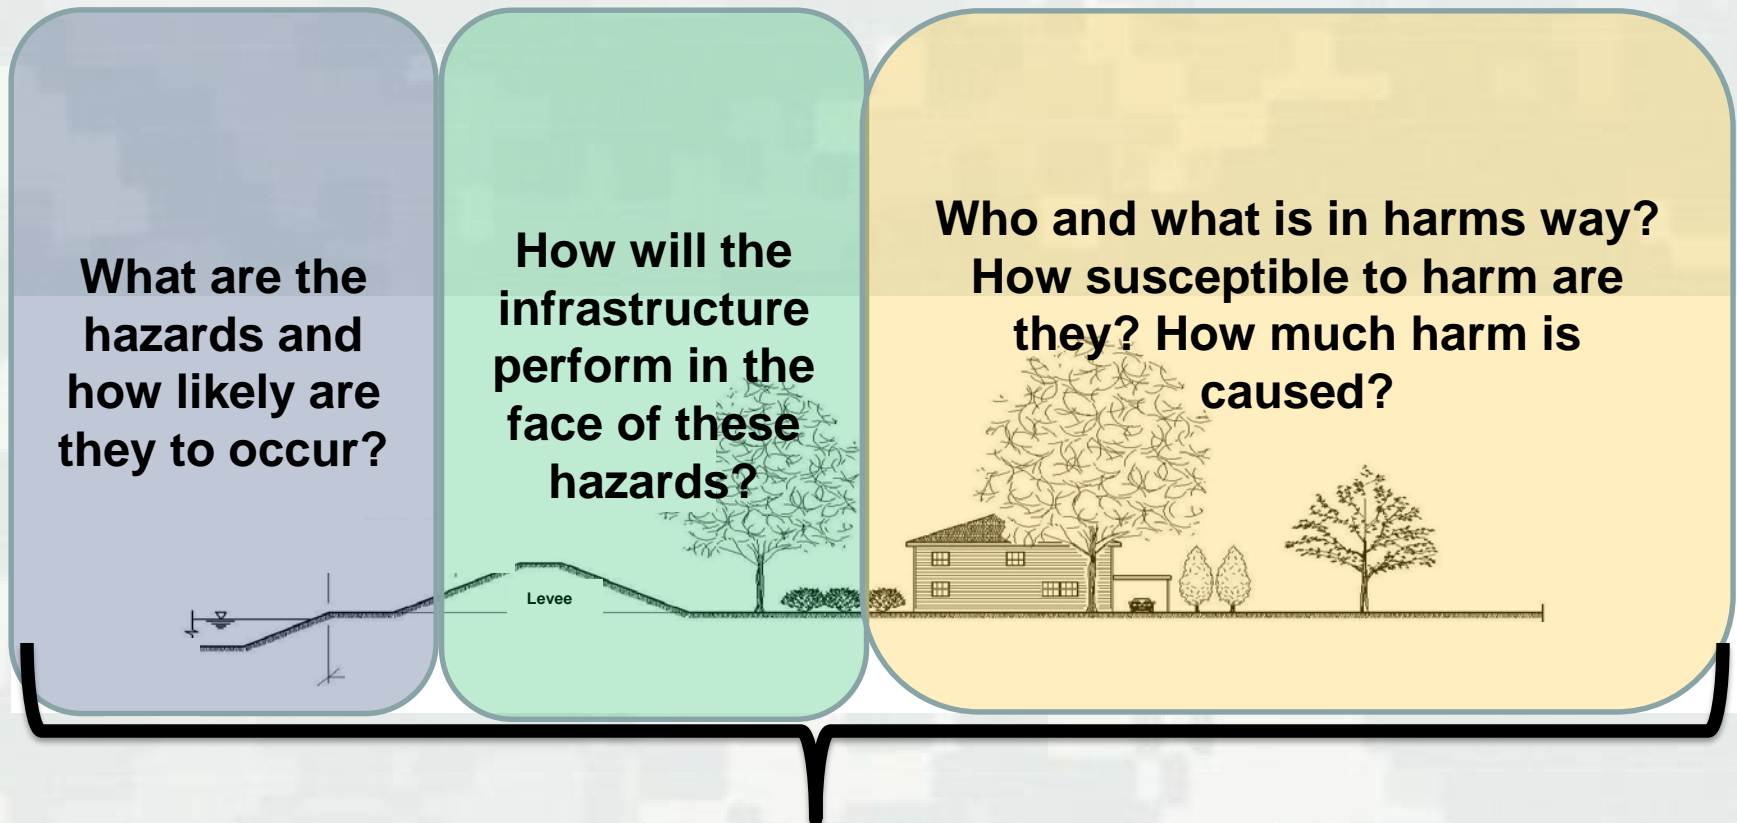 What are the
hazards and
how likely are
they to occur?
How will the
infrastructure
perform in the
face of these
hazards?
Who and what is in harms way?
How susceptible to harm are
they? How much harm is
caused?
Levee